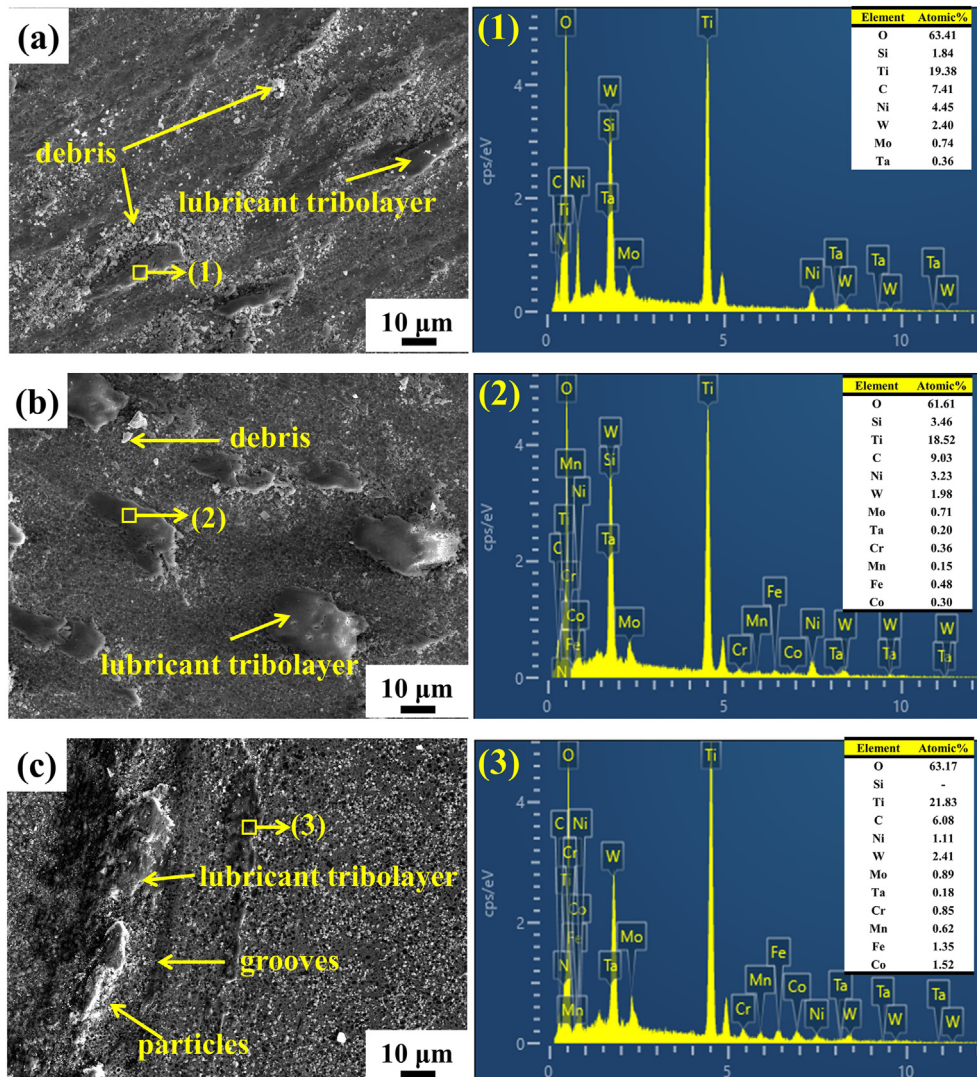 (a)
debris
lubricant tribolayer
(1)
10 μm
(1)
cps/eV
4
2
0
O
Ti
W
Si
C
Ni
Ti
Ta
N
Mo
Ni
Ta
W
Ta
W
Ta
W
0
5
10
Element Atomic%
O 63.41
Si 1.84
Ti 19.38
C 7.41
Ni 4.45
W 2.40
Mo 0.74
Ta 0.36
(b)
debris
(2)
lubricant tribolayer
10 μm
(2)
cps/eV
4
2
0
O
Ti
W
Mn
Si
Ni
Ti
Ta
C
Cr
Co
Fe
N
Mo
Cr
Mn
Fe
Co
Ni
W
Ta
W
Ta
W
Ta
0
5
10
Element Atomic%
O 61.61
Si 3.46
Ti 18.52
C 9.03
Ni 3.23
W 1.98
Mo 0.71
Ta 0.20
Cr 0.36
Mn 0.15
Fe 0.48
Co 0.30
(c)
(3)
lubricant tribolayer
grooves
particles
10 μm
(3)
cps/eV
4
2
0
O
Ti
C
Ni
Cr
Ti
Co
Fe
N
Mn
W
Ta
Mo
Cr
Mn
Fe
Co
Ni
Ta
W
Ta
W
Ta
W
0
5
10
Element Atomic%
O 63.17
Si -
Ti 21.83
C 6.08
Ni 1.11
W 2.41
Mo 0.89
Ta 0.18
Cr 0.85
Mn 0.62
Fe 1.35
Co 1.52